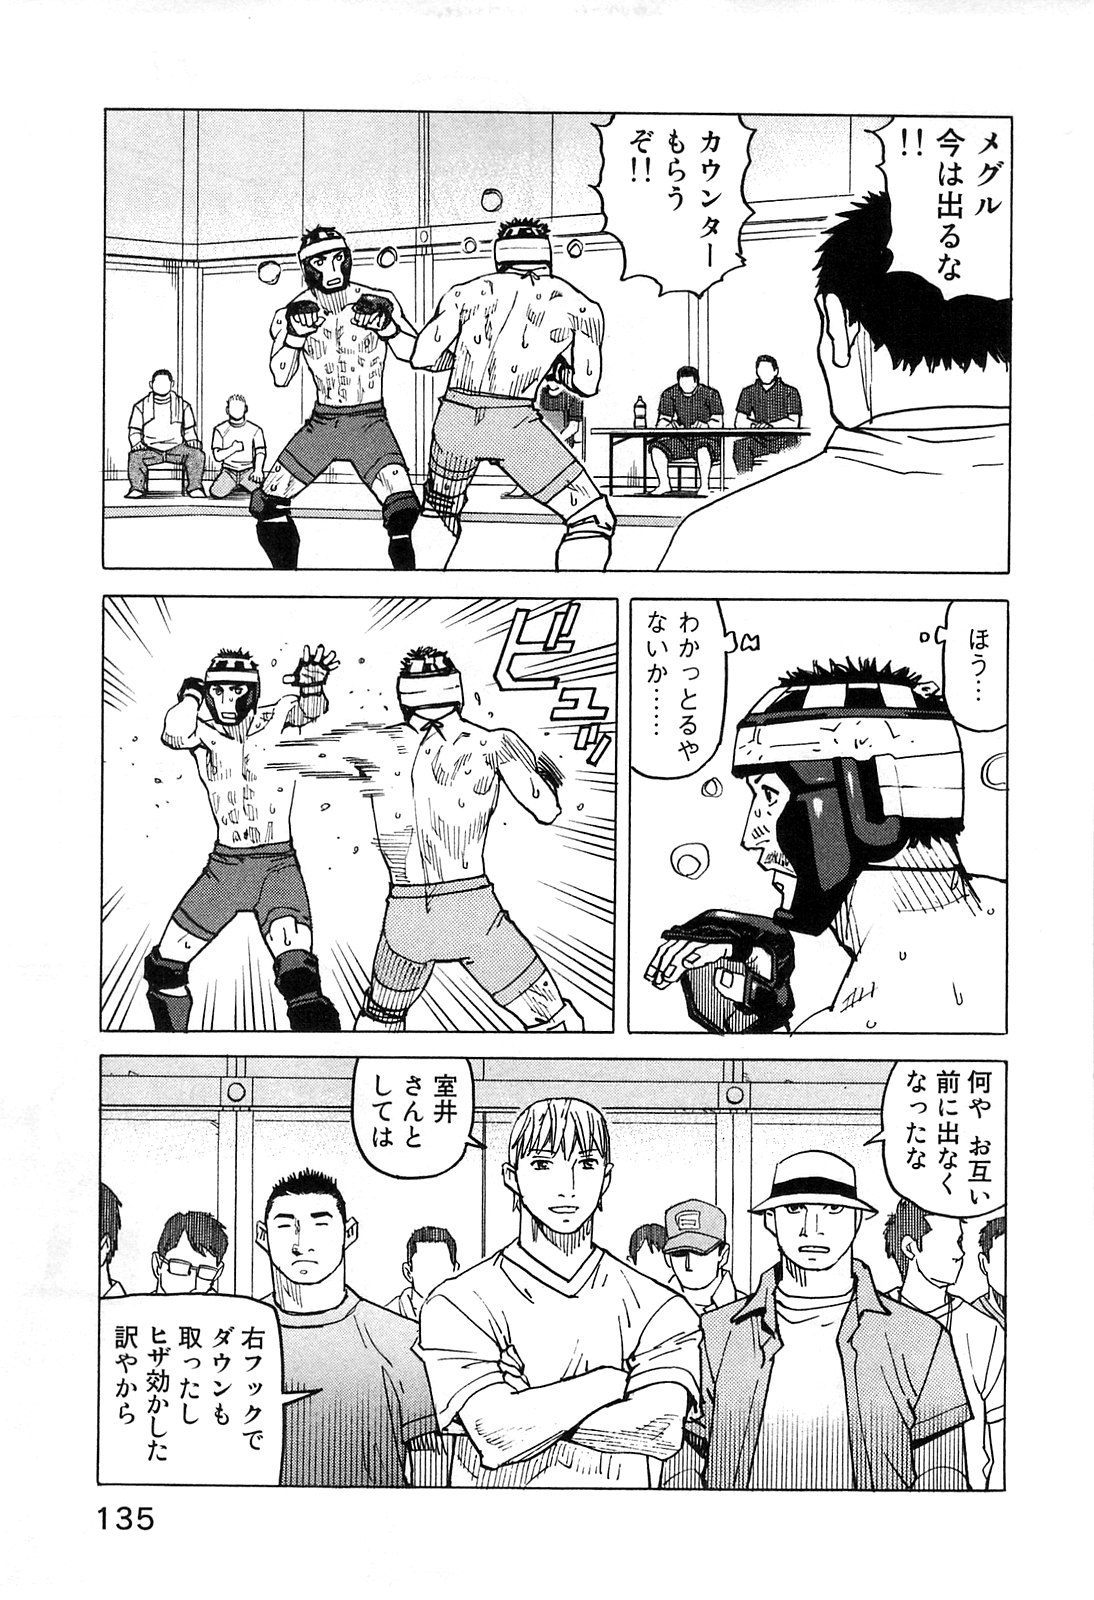 メグル
今は出るな
!!
カウンター
もらう
ぞ!!
ほう…
わかっとるや
ないか……
ビュッ
何や お互い
前に出なく
なったな
室井
さんと
しては
右フックで
ダウンも
取ったし
ヒザ効かした
訳やから
135